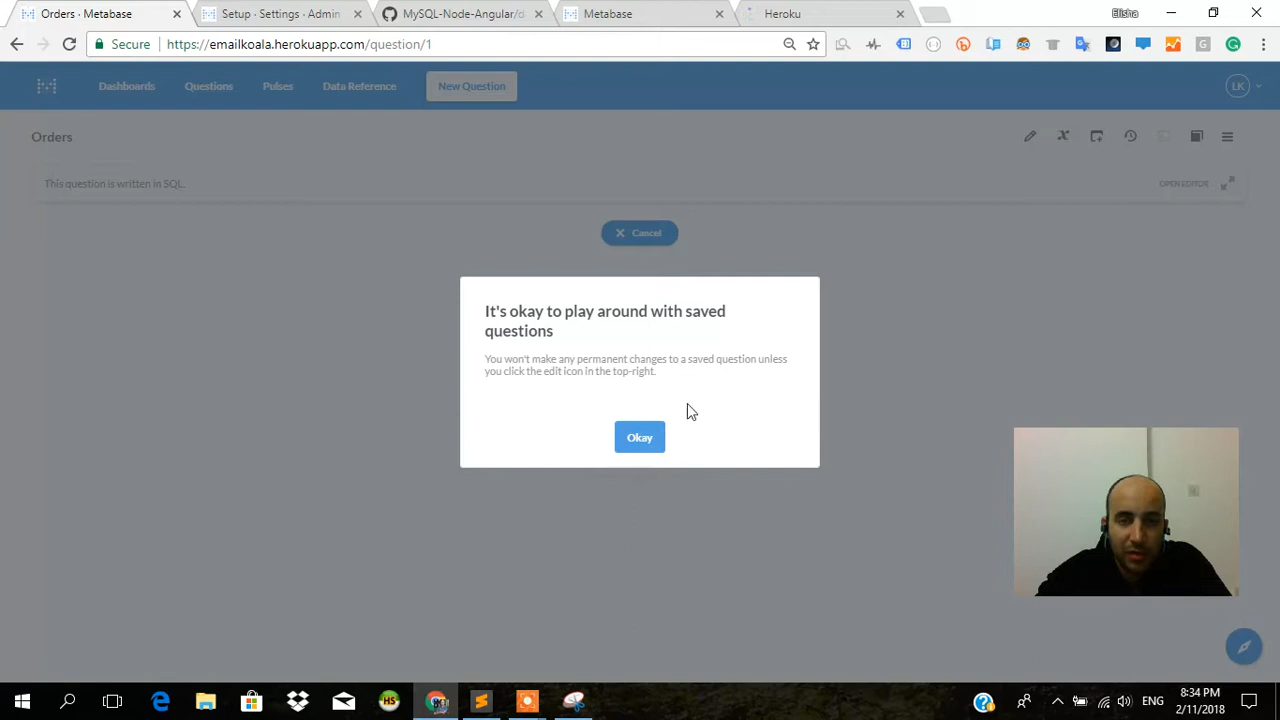 Orders · Metabase
Setup · Settings · Admin
MySQL-Node-Angular/d
Metabase
Heroku
Elisha
Secure
https://emailkoala.herokuapp.com/question/1
Dashboards
Questions
Pulses
Data Reference
New Question
LK
Orders
This question is written in SQL.
OPEN EDITOR
Cancel
It's okay to play around with saved
questions
You won't make any permanent changes to a saved question unless
you click the edit icon in the top-right.
Okay
HS
ENG
8:34 PM
2/11/2018